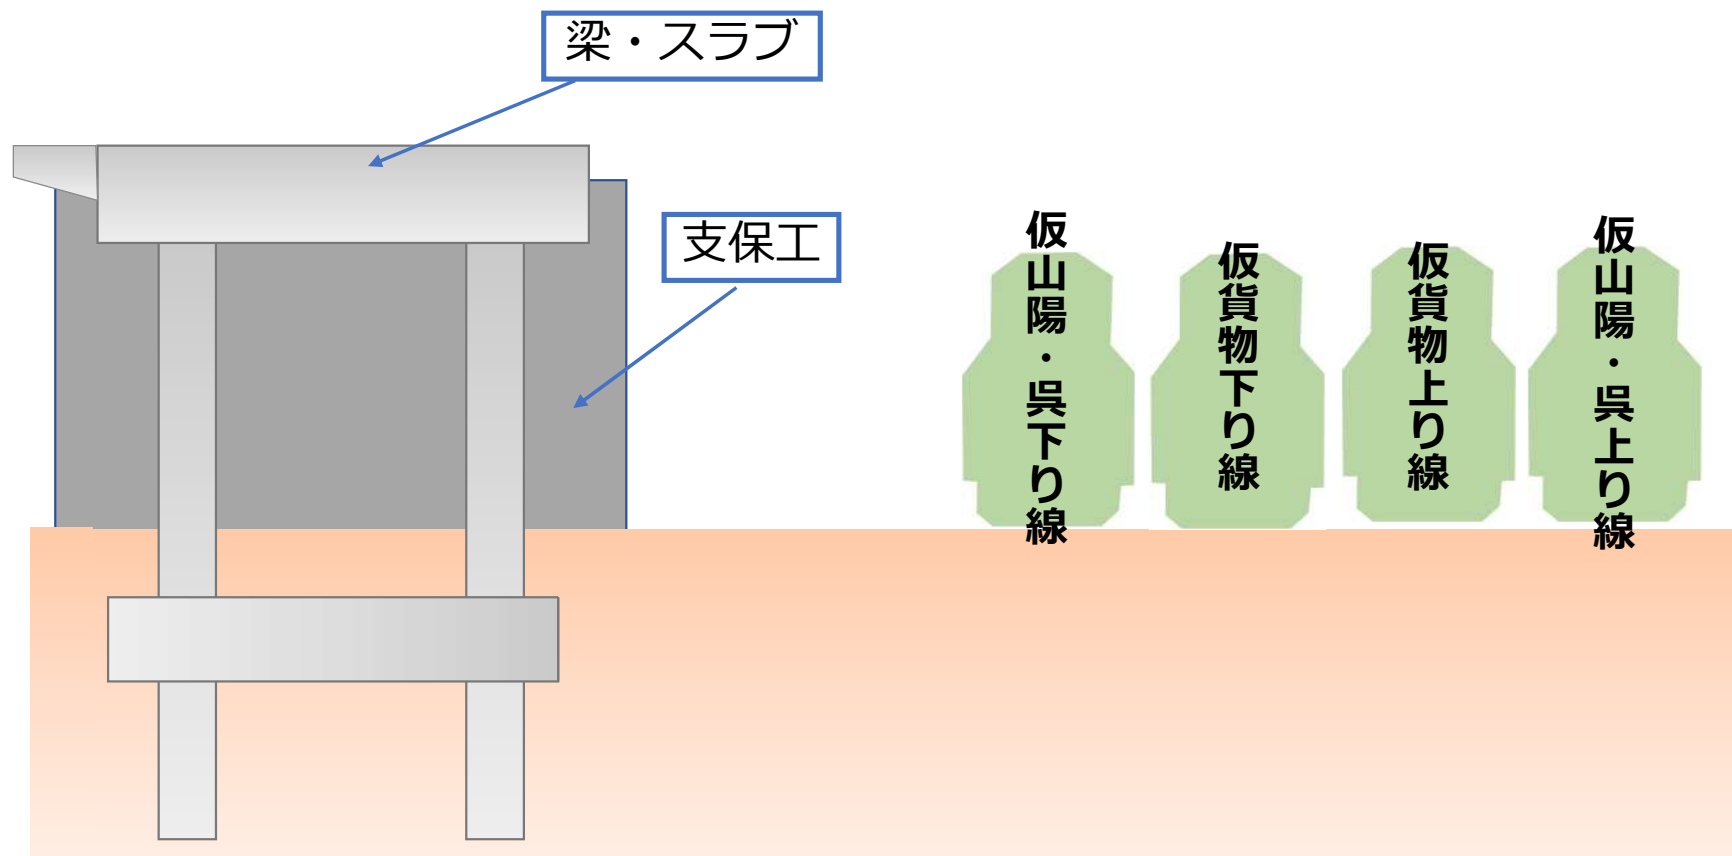 梁・スラブ
支保工
仮山陽・呉下り線
仮貨物下り線
仮貨物上り線
仮山陽・呉上り線